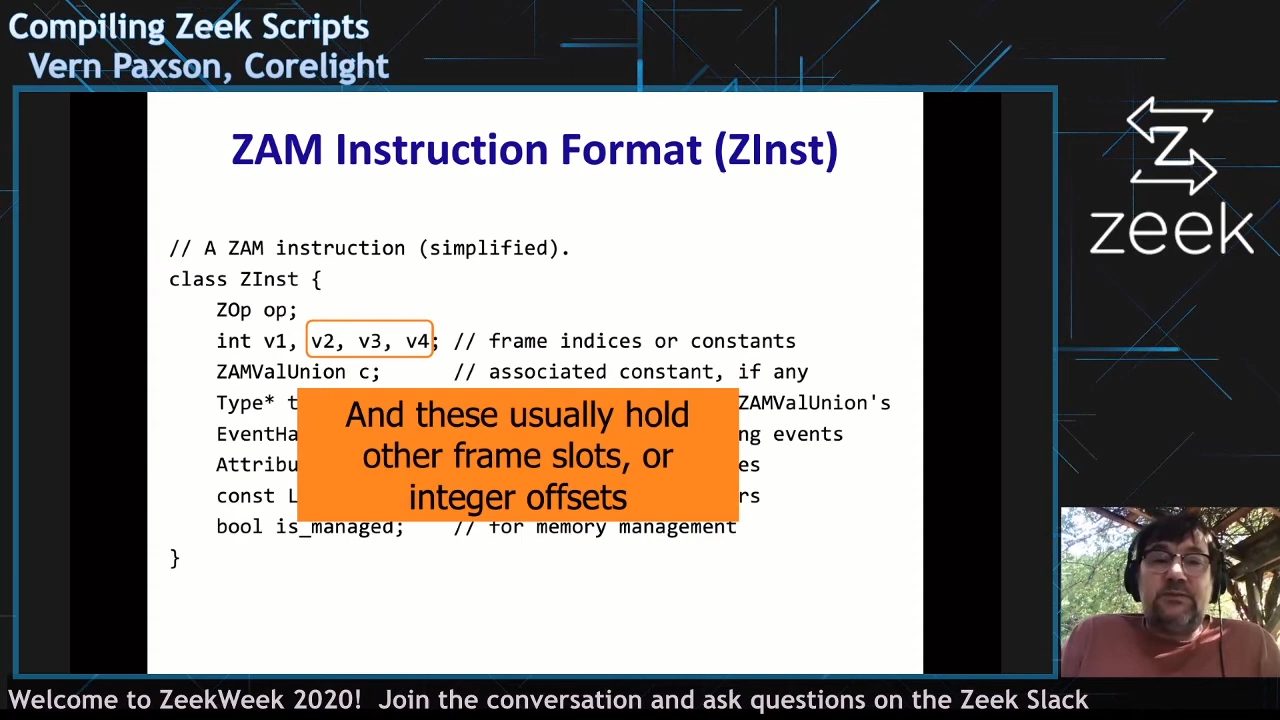 Compiling Zeek Scripts
Vern Paxson, Corelight
zeek
ZAM Instruction Format (ZInst)
// A ZAM instruction (simplified).
class ZInst {
ZOp op;
int v1, v2, v3, v4; // frame indices or constants
ZAMValUnion c; // associated constant, if any
Type* t ZAMValUnion's
EventHa ng events
Attribu es
const L rs
bool is_managed; // for memory management
}
And these usually hold
other frame slots, or
integer offsets
Welcome to ZeekWeek 2020! Join the conversation and ask questions on the Zeek Slack